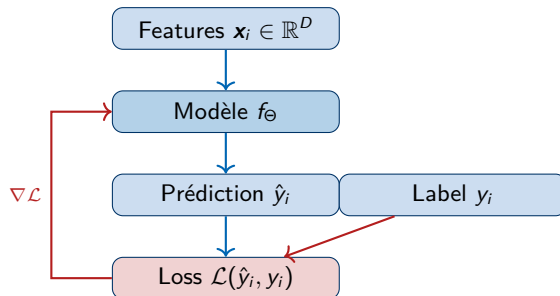 Features 𝒙ᵢ ∈ ℝᴰ
Modèle f_Θ
∇ℒ
Prédiction ŷᵢ
Label yᵢ
Loss ℒ(ŷᵢ, yᵢ)